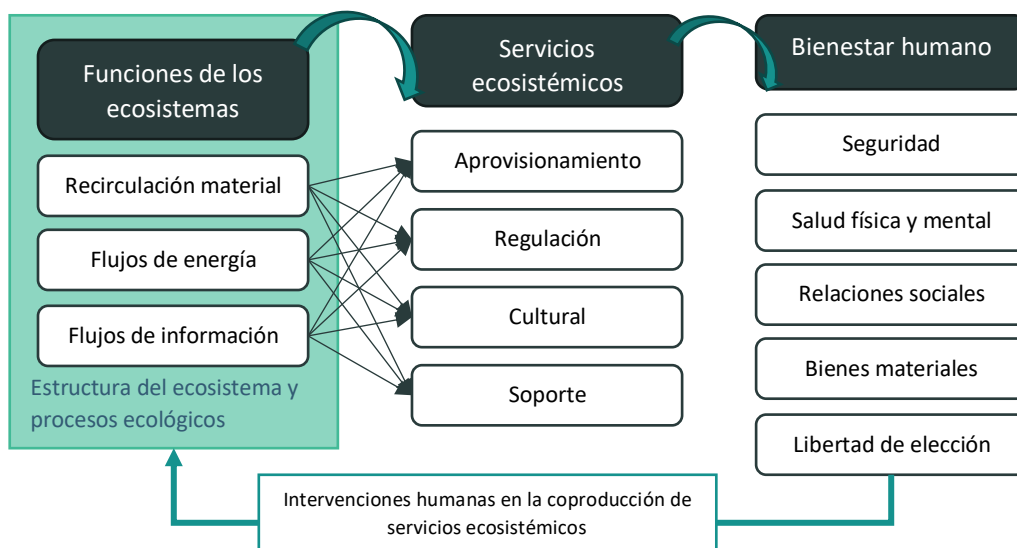 Funciones de los
ecosistemas
Recirculación material
Flujos de energía
Flujos de información
Estructura del ecosistema y
procesos ecológicos
Servicios
ecosistémicos
Aprovisionamiento
Regulación
Cultural
Soporte
Bienestar humano
Seguridad
Salud física y mental
Relaciones sociales
Bienes materiales
Libertad de elección
Intervenciones humanas en la coproducción de
servicios ecosistémicos